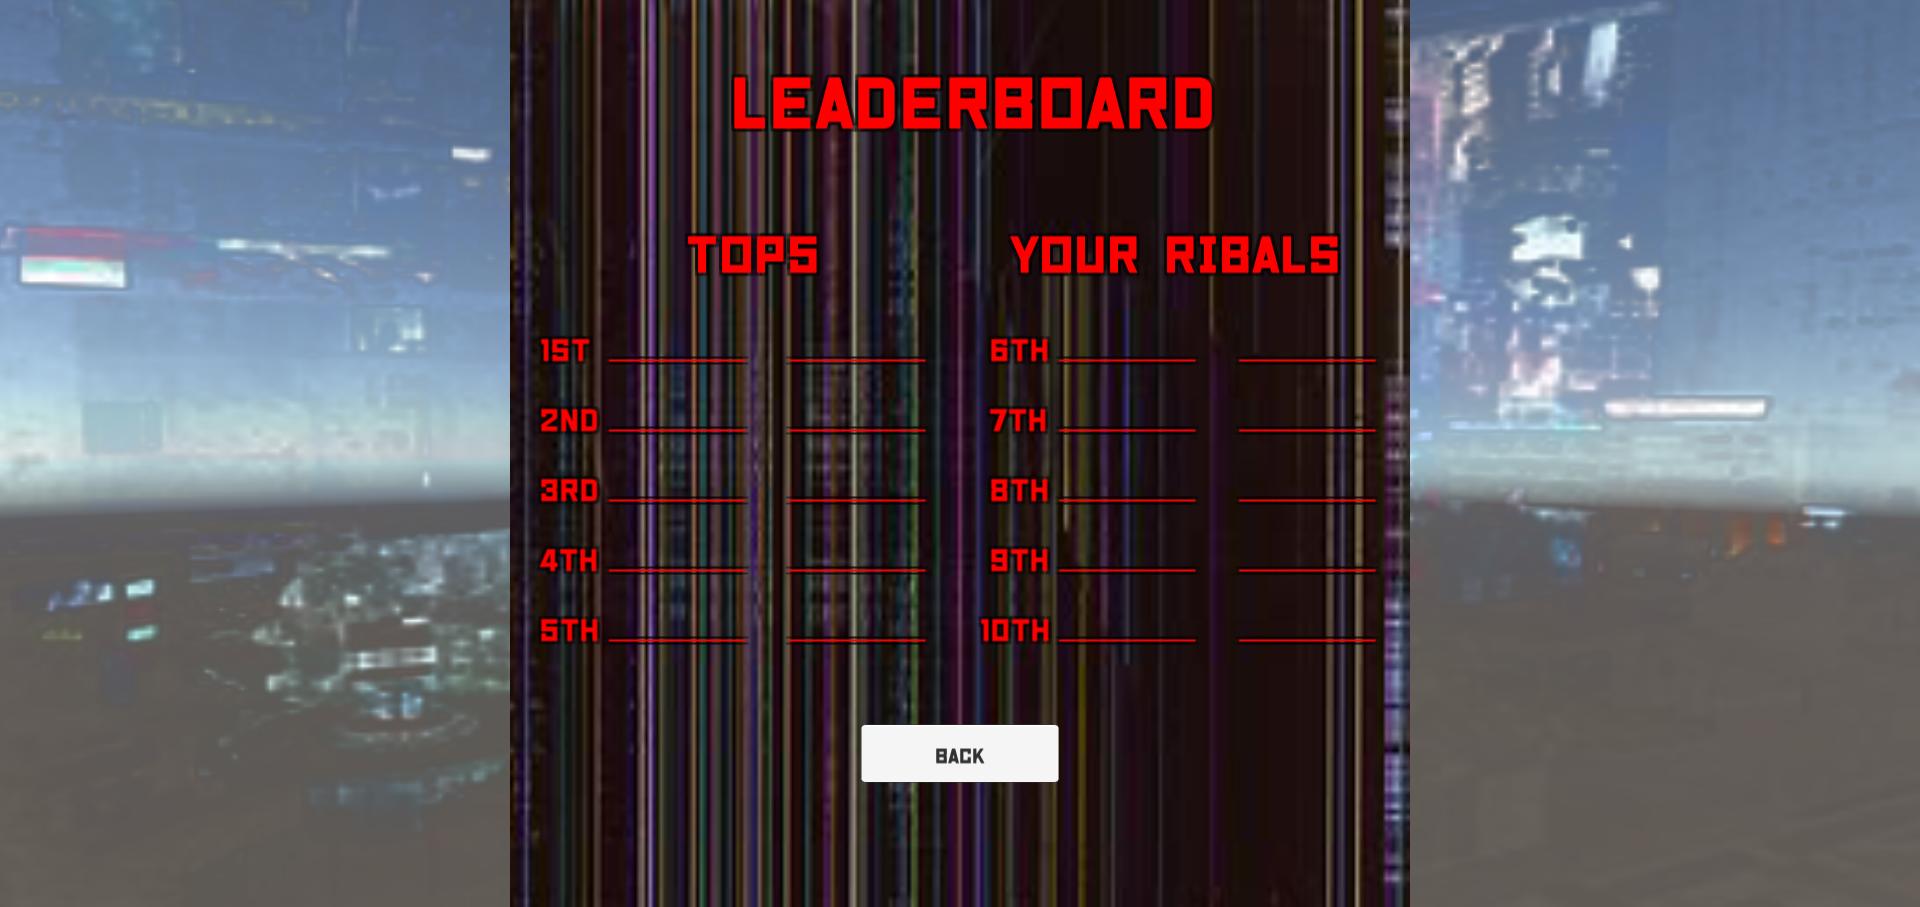 LEADERBOARD
TOP5
1ST
2ND
3RD
4TH
5TH
YOUR RIBALS
6TH
7TH
8TH
9TH
10TH
BACK